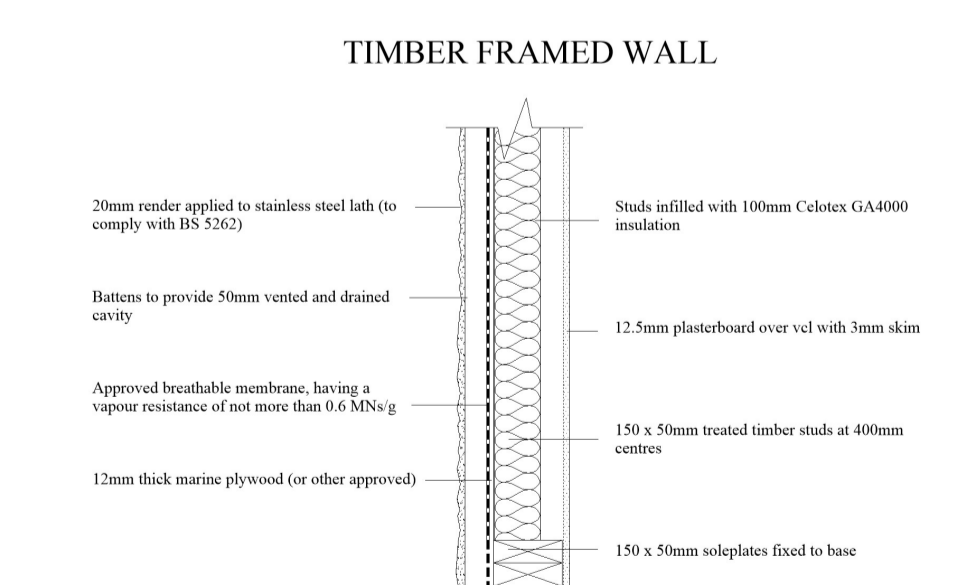 TIMBER FRAMED WALL
20mm render applied to stainless steel lath (to
comply with BS 5262)
Battens to provide 50mm vented and drained
cavity
Approved breathable membrane, having a
vapour resistance of not more than 0.6 MNs/g
12mm thick marine plywood (or other approved)
Studs infilled with 100mm Celotex GA4000
insulation
12.5mm plasterboard over vcl with 3mm skim
150 x 50mm treated timber studs at 400mm
centres
150 x 50mm soleplates fixed to base